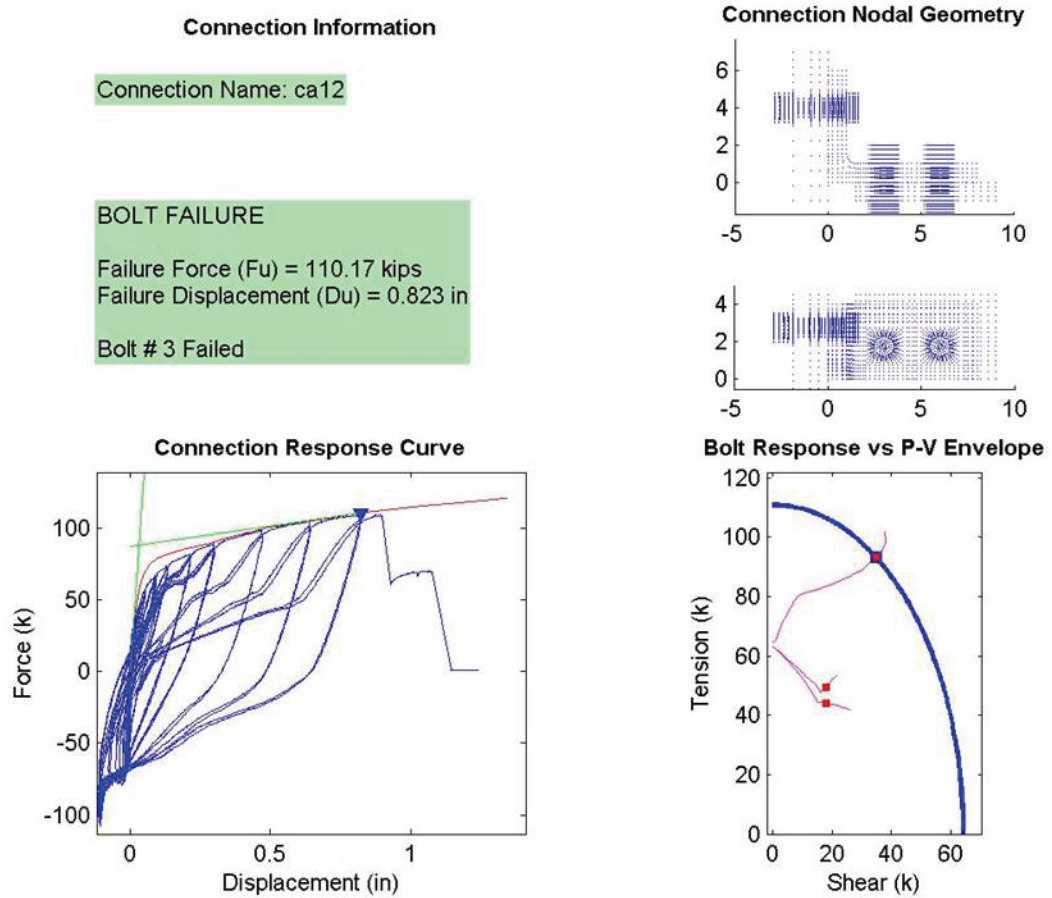 Connection Information
Connection Name: ca12
BOLT FAILURE
Failure Force (Fu) = 110.17 kips
Failure Displacement (Du) = 0.823 in
Bolt # 3 Failed
Connection Nodal Geometry
6
4
2
0
-5 0 5 10
4
2
0
-5 0 5 10
Connection Response Curve
100
50
0
-50
-100
Force (k)
0 0.5 1
Displacement (in)
Bolt Response vs P-V Envelope
120
100
80
60
40
20
0
Tension (k)
0 20 40 60
Shear (k)